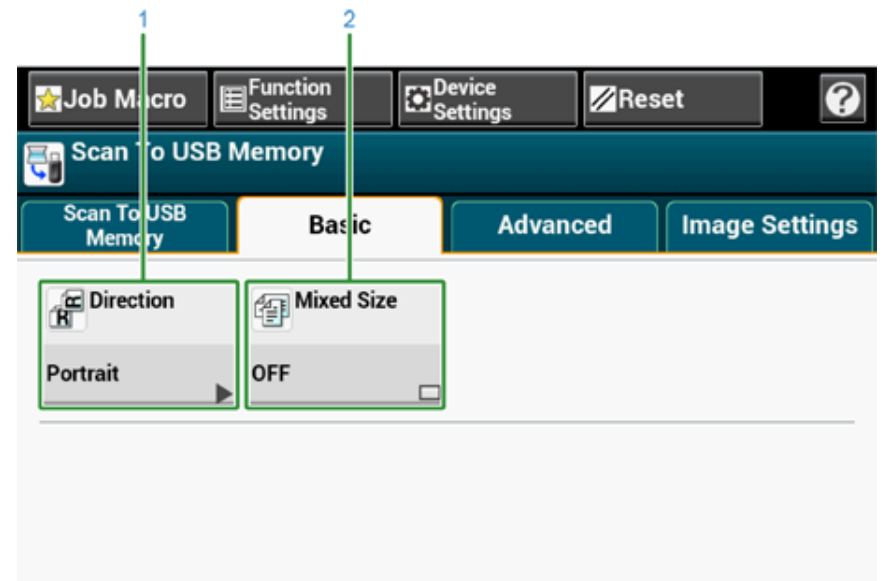 1 2
Job Macro
Function
Settings
Device
Settings
Reset
?
Scan To USB Memory
Scan To USB
Memory
Basic
Advanced
Image Settings
Direction
Portrait
Mixed Size
OFF